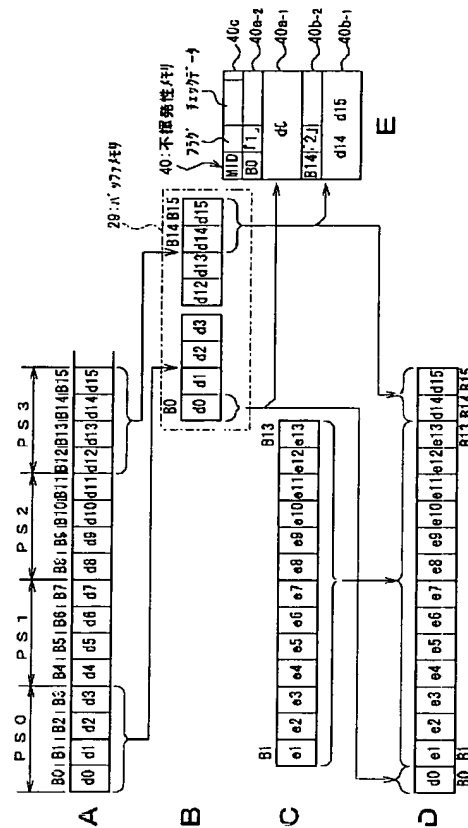 PS0 PS1 PS2 PS3
B0 B1 B2 B3 B4 B5 B6 B7 B8 B9 B10 B11 B12 B13 B14 B15
A d0 d1 d2 d3 d4 d5 d6 d7 d8 d9 d10 d11 d12 d13 d14 d15
29:バッファメモリ
B0 B14 B15
B d0 d1 d2 d3 d12 d13 d14 d15
B1 B13
C e1 e2 e3 e4 e5 e6 e7 e8 e9 e10 e11 e12 e13
D d0 e1 e2 e3 e4 e5 e6 e7 e8 e9 e10 e11 e12 e13 d14 d15
B0 B1 B13 B14 B15
40:不揮発性メモリ
フラグ チェックデータ
MID 40c
B0 「1」 40a-2
d0 40a-1
B14 「2」 40b-2
d14 d15 40b-1
E